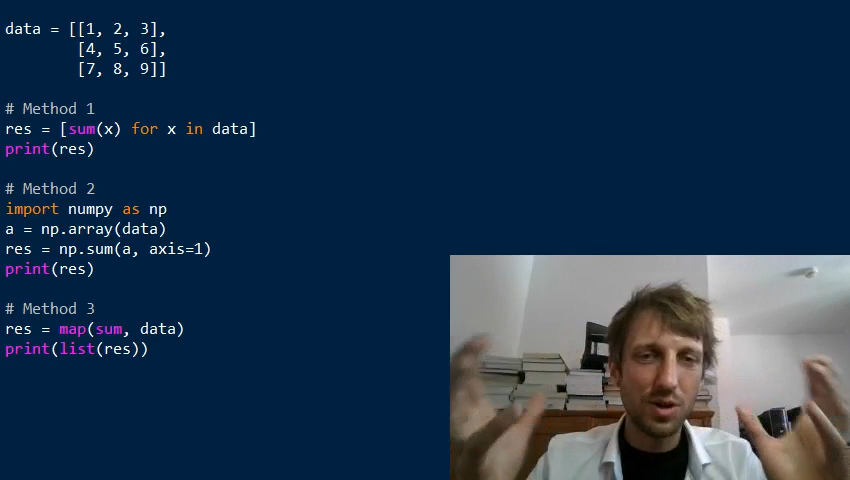 data = [[1, 2, 3],
        [4, 5, 6],
        [7, 8, 9]]
# Method 1
res = [sum(x) for x in data]
print(res)
# Method 2
import numpy as np
a = np.array(data)
res = np.sum(a, axis=1)
print(res)
# Method 3
res = map(sum, data)
print(list(res))